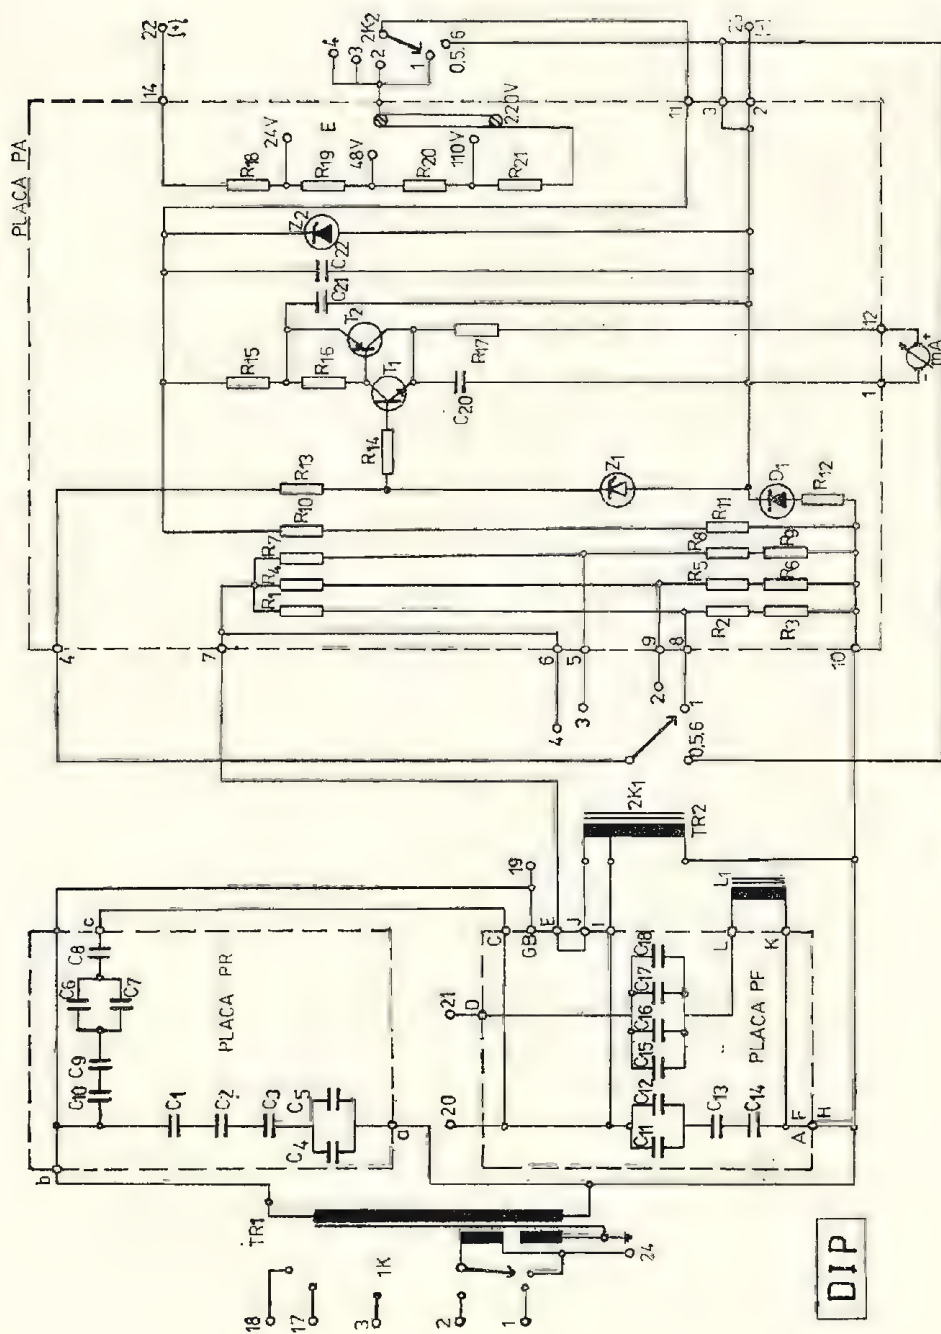 PLACA PA
22
(+)
14
4
3
2
2K2
1
0,5,6
23
(-)
24V
E
220V
48V
110V
R18
R19
R20
R21
11
3
2
Z2
C22
C21
T2
T1
R15
R16
R17
C20
R14
12
1
+
-
mA
R13
R10
R7
R4
R1
Z1
D1
R12
R11
R8
R9
R5
R6
R2
R3
4
7
6
5
9
8
10
4
3
2
1
0,5,6
2K1
TR2
19
c
C8
C6
C7
C9
C10
PLACA PR
C1
C2
C3
C5
C4
a
b
C
GB
E
J
I
L
K
L1
21
D
20
C18
C17
C16
C15
C12
C11
C13
C14
PLACA PF
A
F
H
TR1
1K
18
17
3
2
1
24
DIP